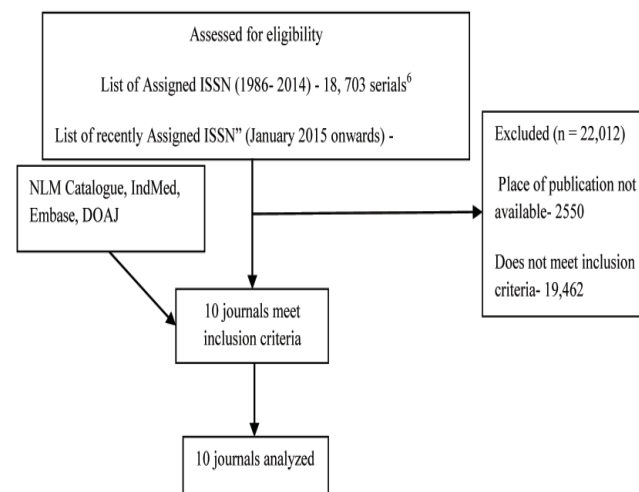 Assessed for eligibility
List of Assigned ISSN (1986- 2014) - 18, 703 serials6
List of recently Assigned ISSN” (January 2015 onwards) -
NLM Catalogue, IndMed,
Embase, DOAJ
Excluded (n = 22,012)
Place of publication not
available- 2550
Does not meet inclusion
criteria- 19,462
10 journals meet
inclusion criteria
10 journals analyzed